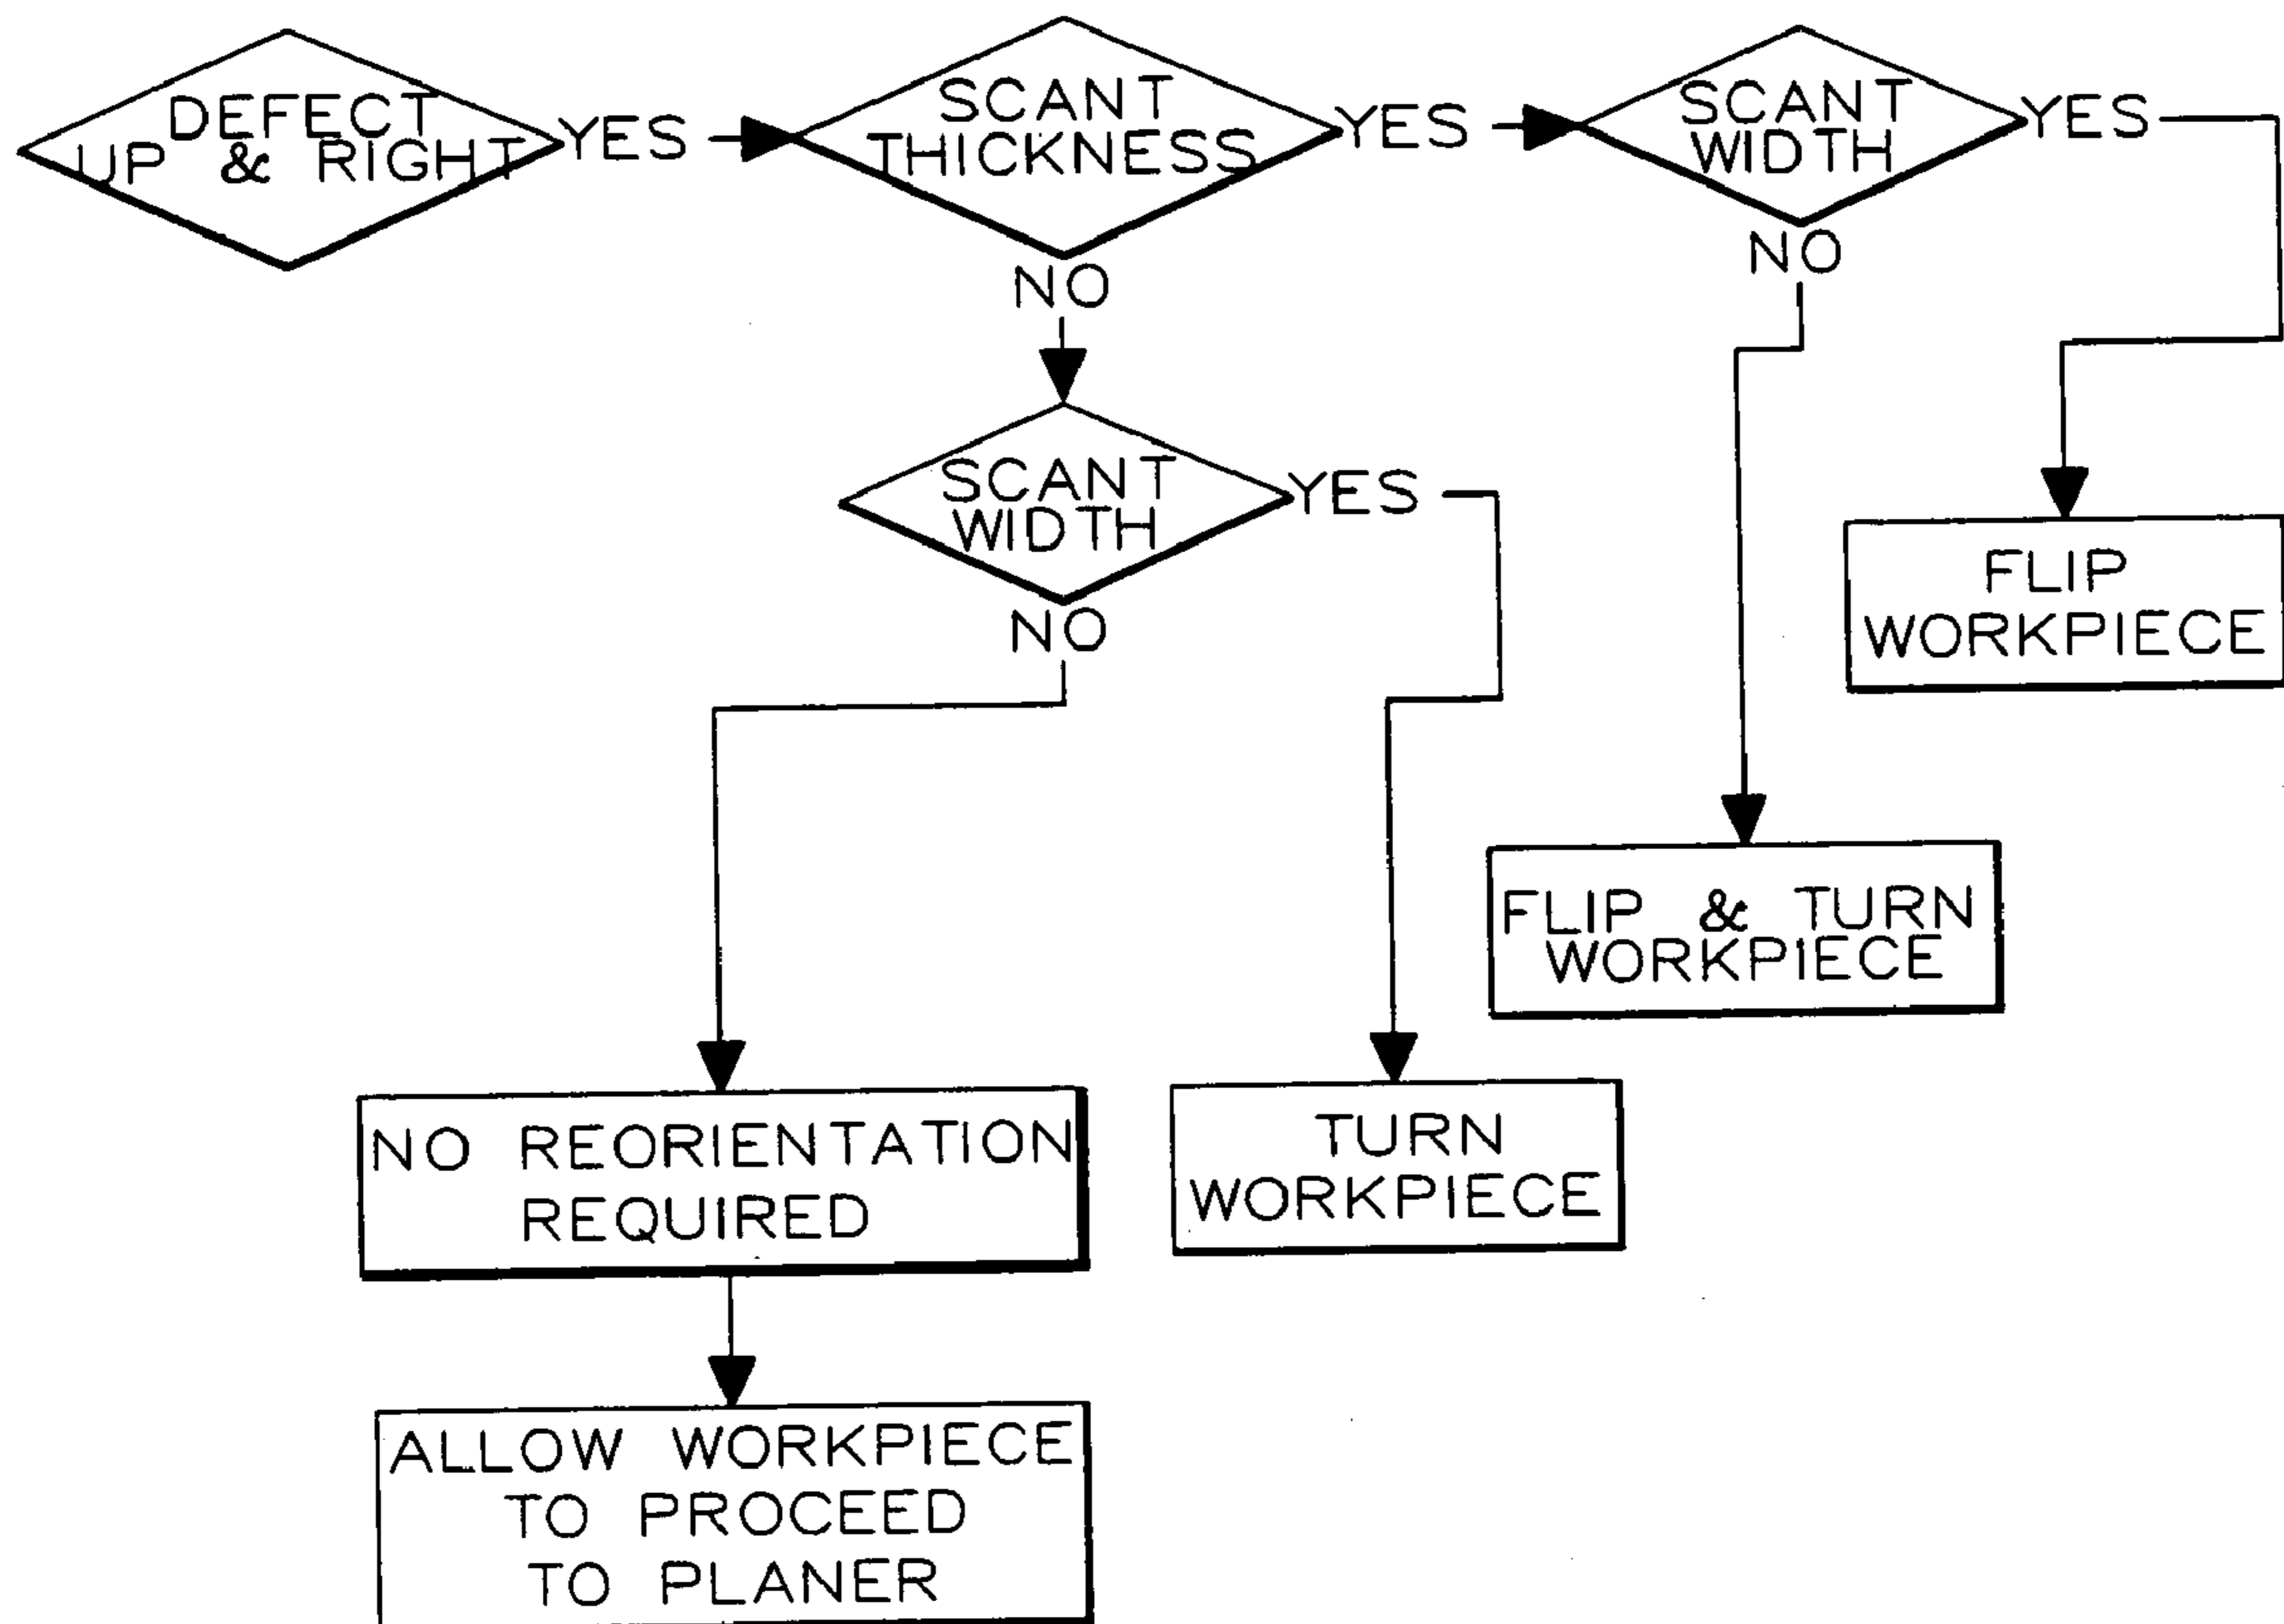 DEFECT
UP & RIGHT
YES
SCANT
THICKNESS
YES
SCANT
WIDTH
YES
NO
NO
SCANT
WIDTH
YES
NO
FLIP
WORKPIECE
FLIP & TURN
WORKPIECE
TURN
WORKPIECE
NO REORIENTATION
REQUIRED
ALLOW WORKPIECE
TO PROCEED
TO PLANER